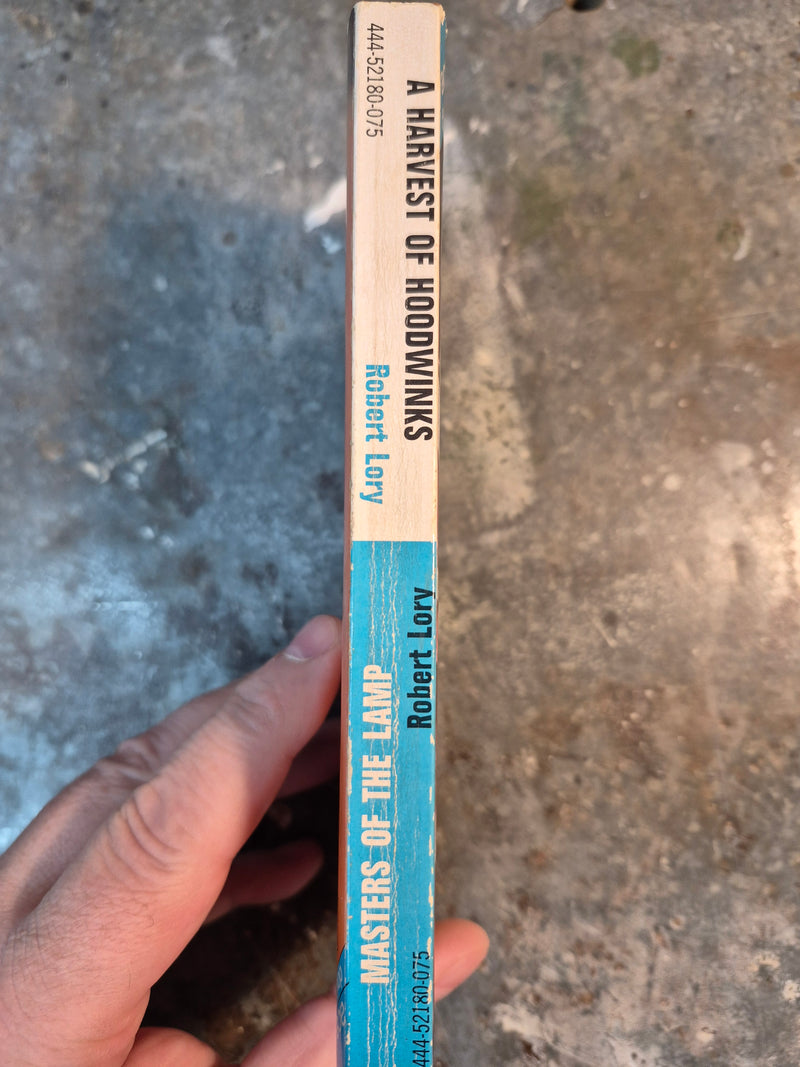 444-52180-075
A HARVEST OF HOODWINKS
Robert Lory
MASTERS OF THE LAMP
Robert Lory
444-52180-075